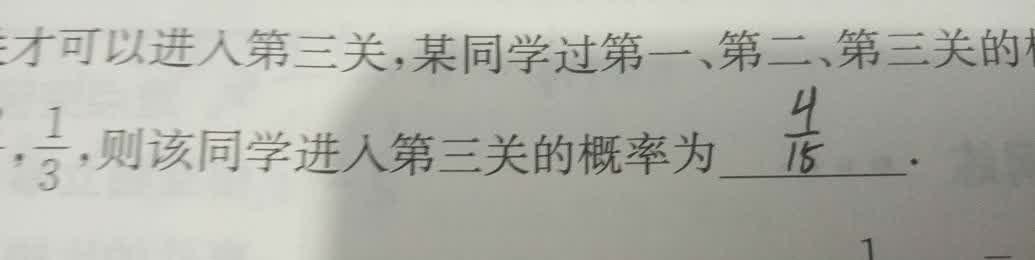 才可以进入第三关,某同学过第一、第二、第三关的
,1/3,则该同学进入第三关的概率为 4/15 .
1